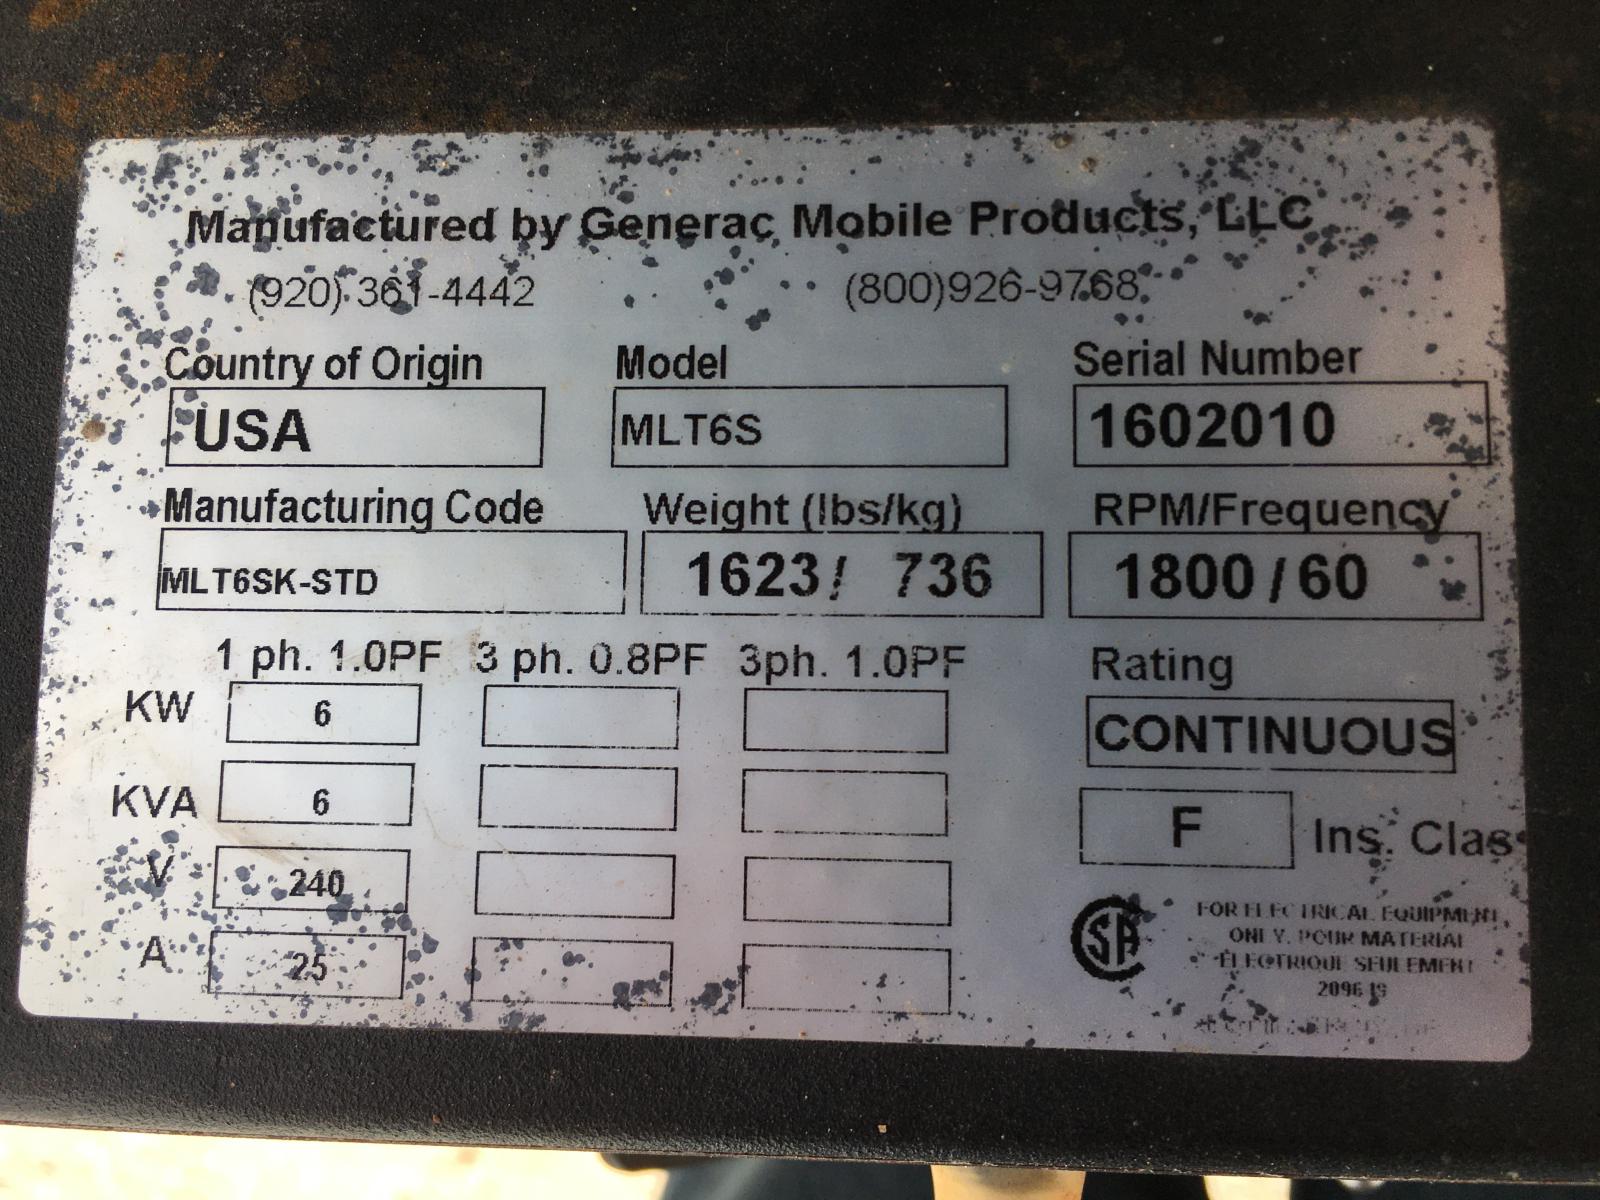 Manufactured by Generac Mobile Products, LLC
(920) 361-4442 (800)926-9768
Country of Origin Model Serial Number
USA MLT6S 1602010
Manufacturing Code Weight (lbs/kg) RPM/Frequency
MLT6SK-STD 1623/ 736 1800/60
1 ph. 1.0PF 3 ph. 0.8PF 3ph. 1.0PF Rating
KW 6 CONTINUOUS
KVA 6 F Ins. Clas
V 240
A 25
SA
FOR ELECTRICAL EQUIPMENT
ONLY. POUR MATERIAL
ÉLECTRIQUE SEULEMENT